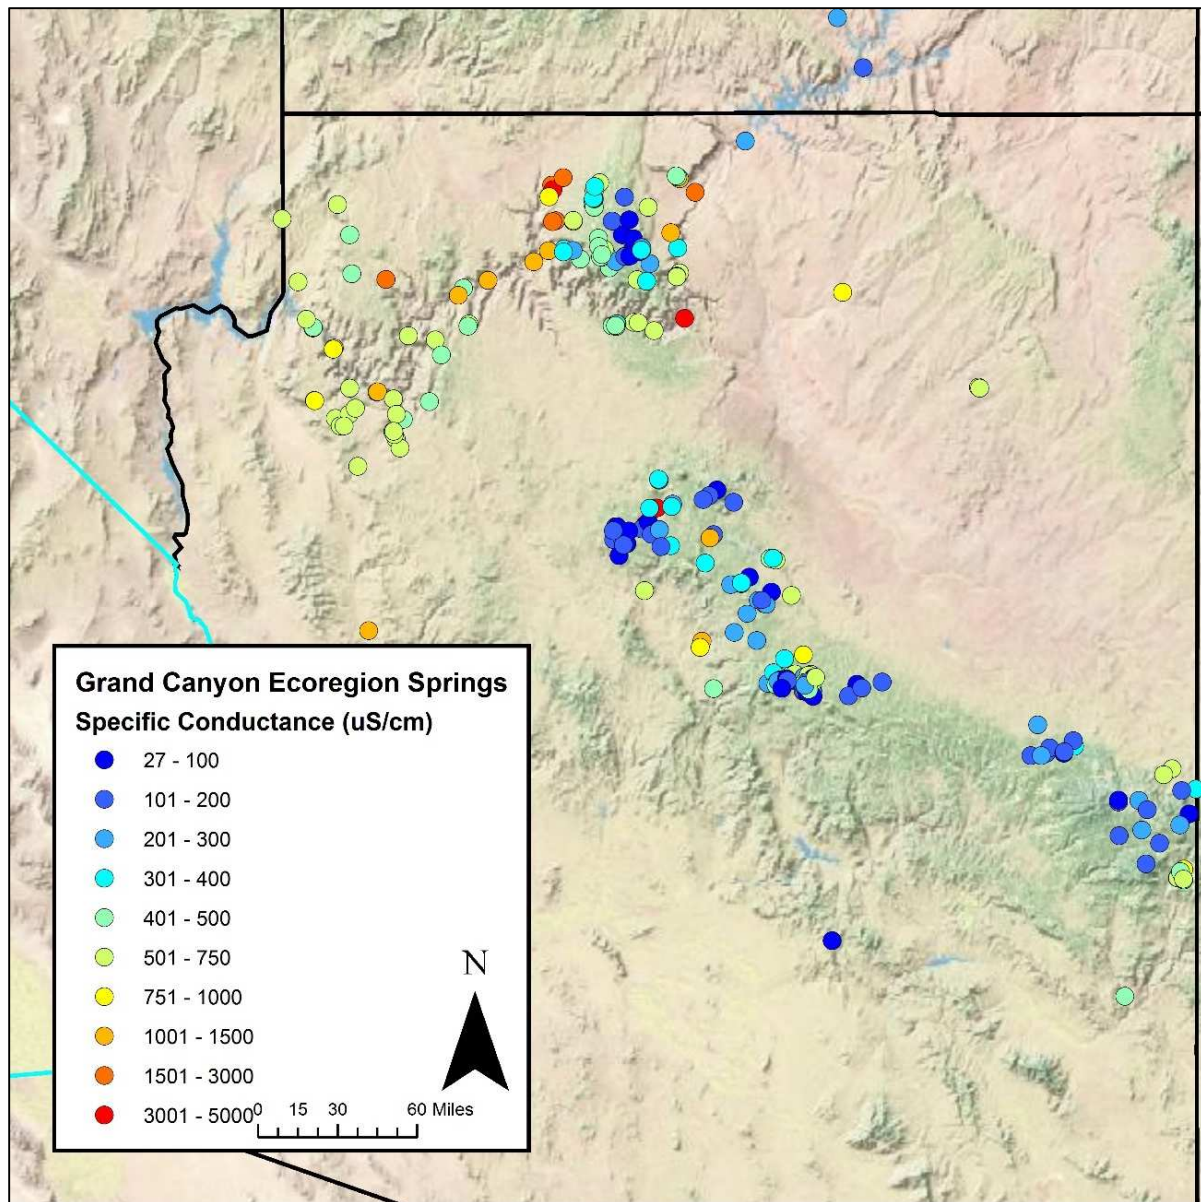 Grand Canyon Ecoregion Springs
Specific Conductance (uS/cm)
27 - 100
101 - 200
201 - 300
301 - 400
401 - 500
501 - 750
751 - 1000
1001 - 1500
1501 - 3000
3001 - 5000
N
0 15 30 60 Miles